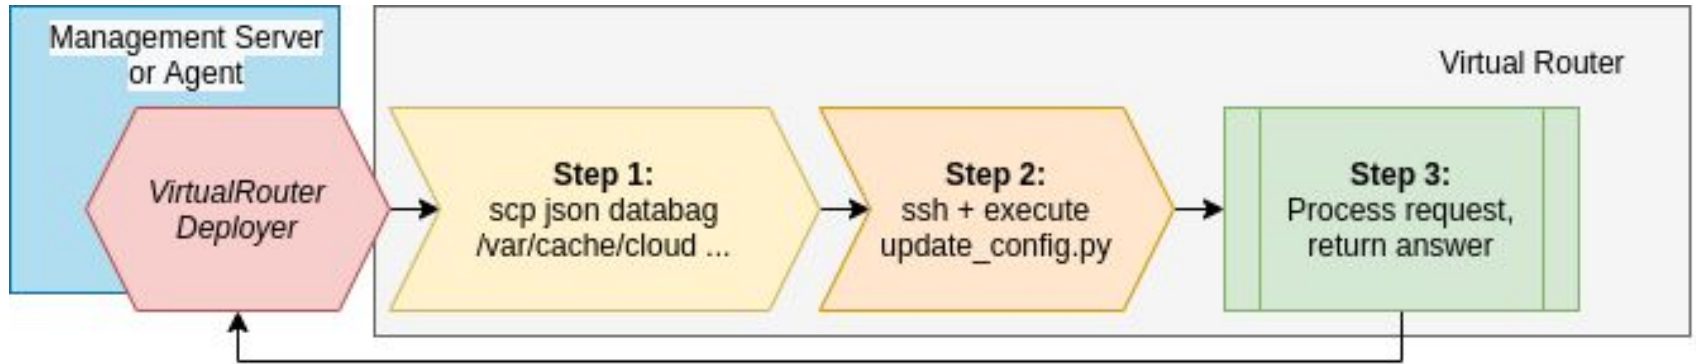 Management Server
or Agent
Virtual Router
VirtualRouter
Deployer
Step 1:
scp json databag
/var/cache/cloud ...
Step 2:
ssh + execute
update_config.py
Step 3:
Process request,
return answer